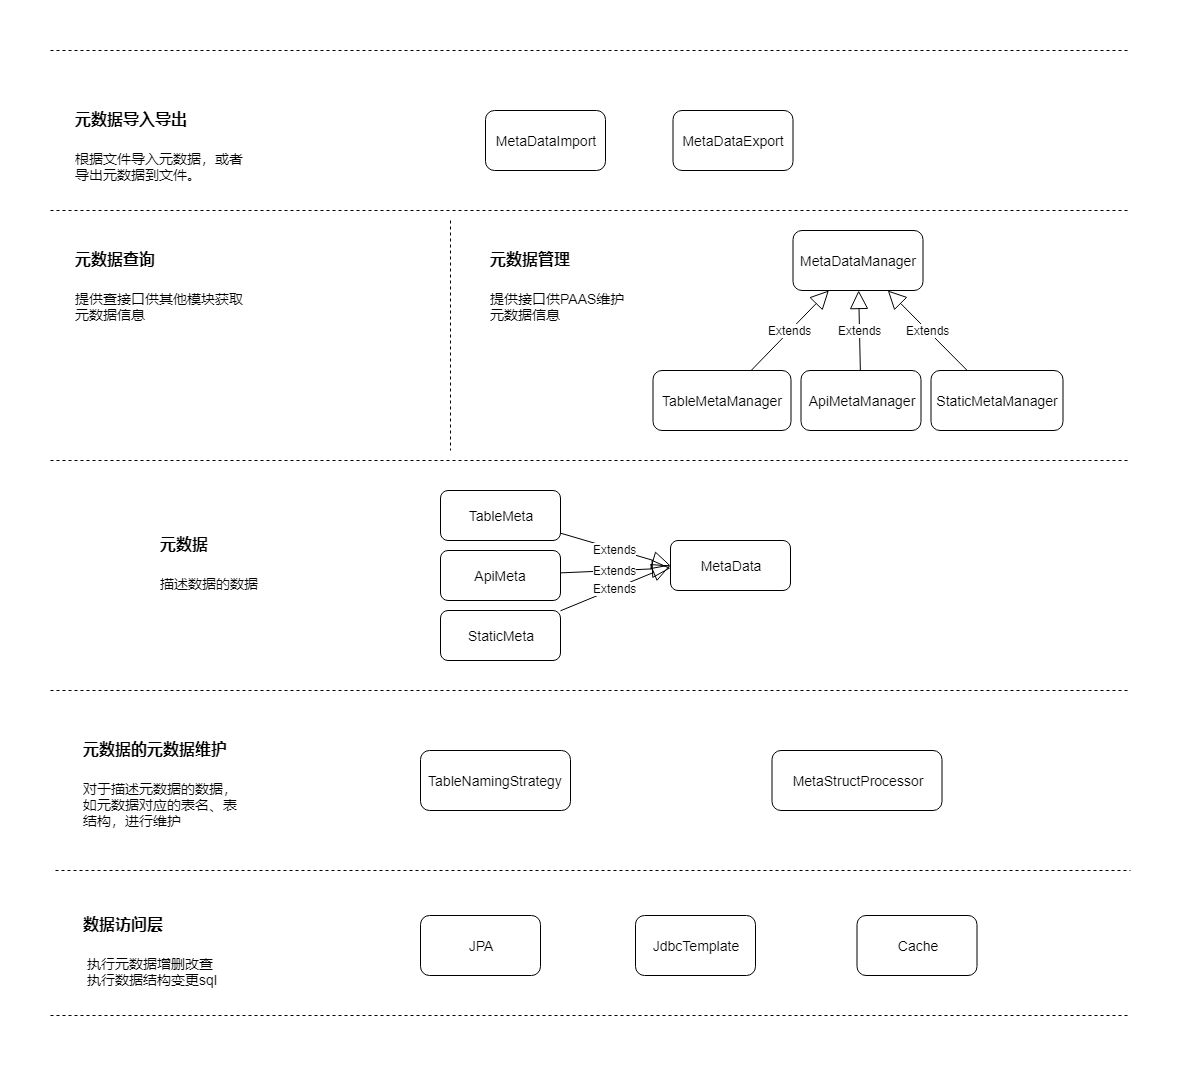 元数据导入导出
根据文件导入元数据，或者
导出元数据到文件。
MetaDataImport
MetaDataExport
元数据查询
提供查接口供其他模块获取
元数据信息
元数据管理
提供接口供PAAS维护
元数据信息
MetaDataManager
Extends
Extends
Extends
TableMetaManager
ApiMetaManager
StaticMetaManager
元数据
描述数据的数据
TableMeta
ApiMeta
StaticMeta
Extends
Extends
Extends
MetaData
元数据的元数据维护
对于描述元数据的数据，
如元数据对应的表名、表
结构，进行维护
TableNamingStrategy
MetaStructProcessor
数据访问层
执行元数据增删改查
执行数据结构变更sql
JPA
JdbcTemplate
Cache